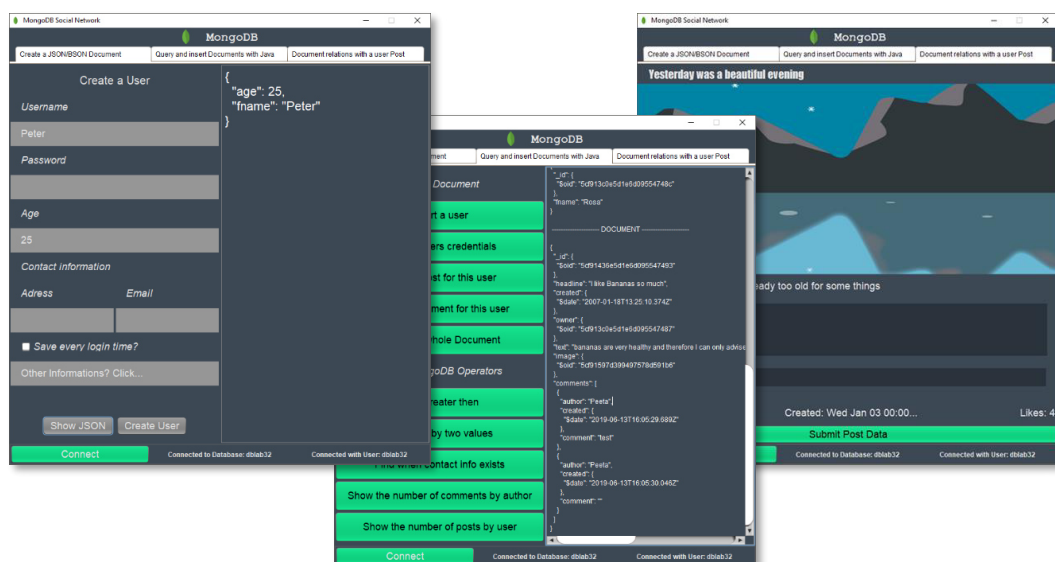 MongoDB Social Network
MongoDB
Create a JSON/BSON Document
Query and insert Documents with Java
Document relations with a user Post
Create a User
Username
Peter
Password
Age
25
Contact information
Adress Email
Save every login time?
Other Informations? Click...
Show JSON Create User
Connect Connected to Database: dblab32 Connected with User: dblab32
{
"age": 25,
"fname": "Peter"
}
MongoDB
ment Query and insert Documents with Java Document relations with a user Post
Document
rt a user
ers credentials
st for this user
ment for this user
hole Document
goDB Operators
reater then
by two values
Find when contact info exists
Show the number of comments by author
Show the number of posts by user
"_id": {
"$oid": "5d913c0e5d1e6d09554748c"
},
"fname": "Rosa"
}
DOCUMENT
{
"_id": {
"$oid": "5d91436e5d1e6d095547493"
},
"headline": "I like Bananas so much",
"created": {
"$date": "2007-01-18T13:25:10.374Z"
},
"owner": {
"$oid": "5d913c0e5d1e6d095547487"
},
"text": "bananas are very healthy and therefore I can only advise
"image": {
"$oid": "5d91597d399497578d591b6"
},
"comments": [
{
"author": "Peeta",
"created": {
"$date": "2019-06-13T16:05:29.689Z"
},
"comment": "test"
},
{
"author": "Peeta",
"created": {
"$date": "2019-06-13T16:05:30.046Z"
},
"comment": ""
}
]
}
Connect Connected to Database: dblab32 Connected with User: dblab32
MongoDB Social Network
MongoDB
Create a JSON/BSON Document Query and insert Documents with Java Document relations with a user Post
Yesterday was a beautiful evening
eady too old for some things
Created: Wed Jan 03 00:00... Likes: 4
Submit Post Data
Connected to Database: dblab32 Connected with User: dblab32